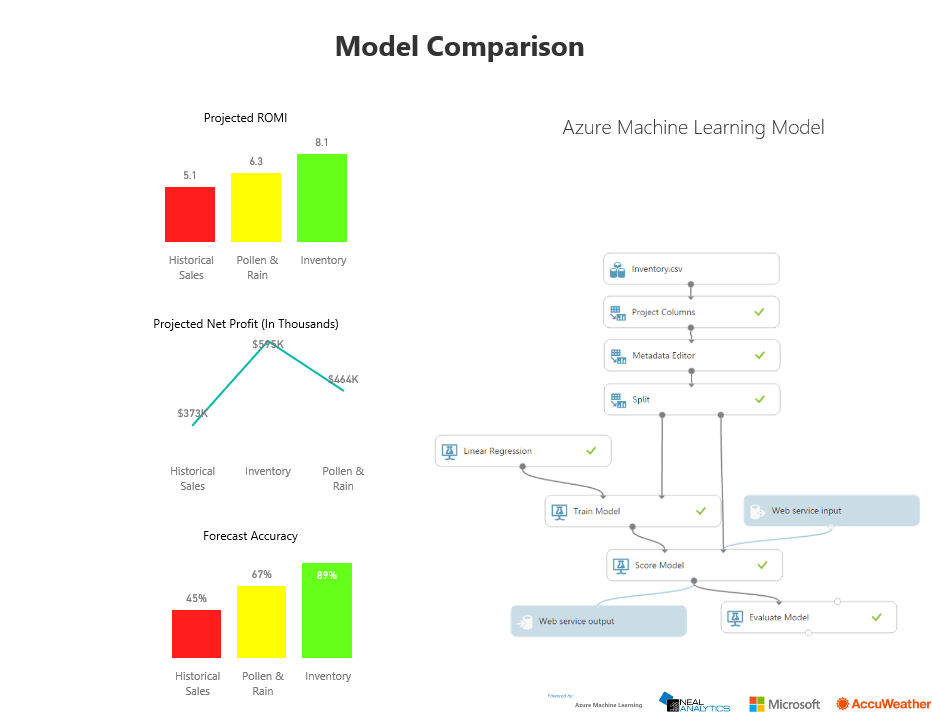 Model Comparison
Projected ROMI
8.1
6.3
5.1
Historical
Sales
Pollen &
Rain
Inventory
Projected Net Profit (In Thousands)
$595K
$464K
$373K
Historical
Sales
Inventory
Pollen &
Rain
Forecast Accuracy
89%
67%
45%
Historical
Sales
Pollen &
Rain
Inventory
Azure Machine Learning Model
Inventory.csv
Project Columns
Metadata Editor
Split
Linear Regression
Train Model
Web service input
Score Model
Web service output
Evaluate Model
Powered by:
Azure Machine Learning
NEAL
ANALYTICS
Microsoft
AccuWeather